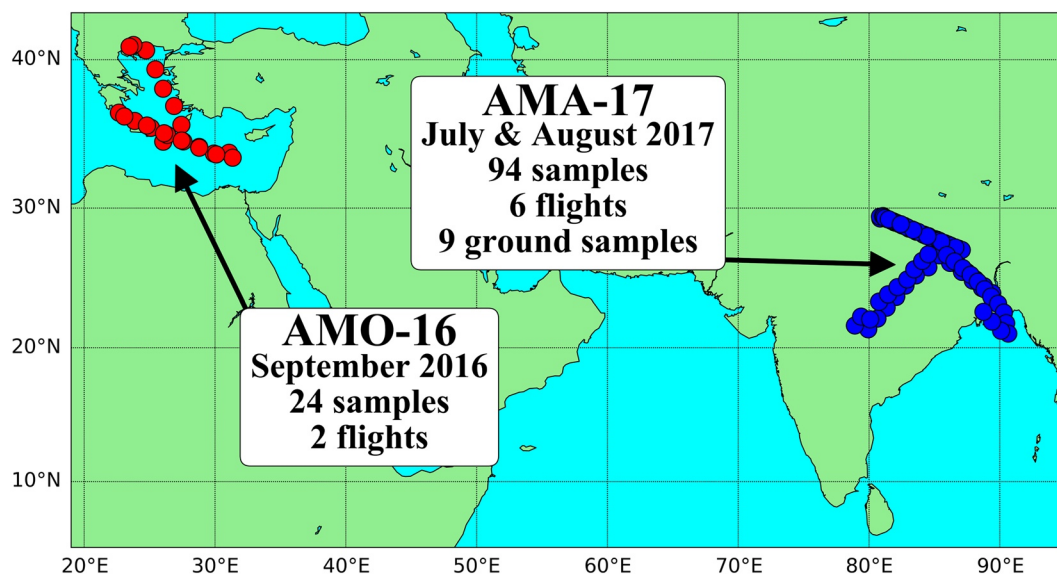 40°N
30°N
20°N
10°N
AMA-17
July & August 2017
94 samples
6 flights
9 ground samples
AMO-16
September 2016
24 samples
2 flights
20°E
30°E
40°E
50°E
60°E
70°E
80°E
90°E